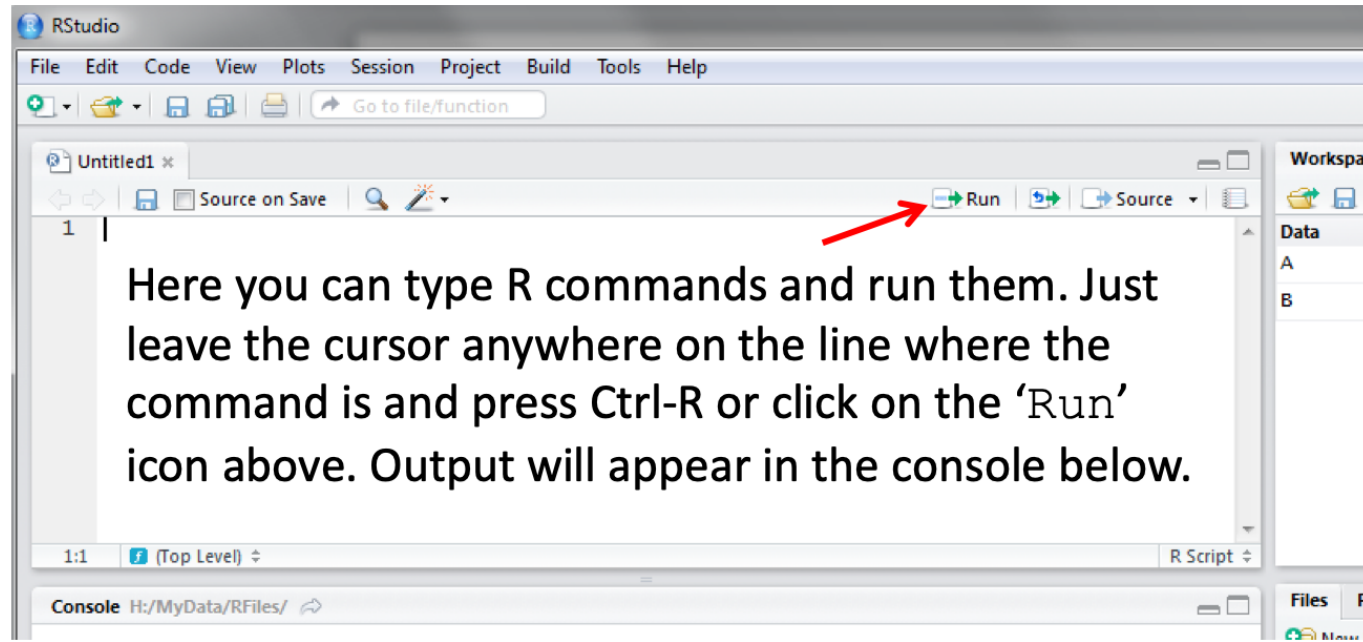 RStudio
File Edit Code View Plots Session Project Build Tools Help
Go to file/function
Untitled1
Source on Save Run Source
1
Here you can type R commands and run them. Just
leave the cursor anywhere on the line where the
command is and press Ctrl-R or click on the ‘Run’
icon above. Output will appear in the console below.
1:1 (Top Level) R Script
Console H:/MyData/RFiles/
Workspa
Data
A
B
Files
New